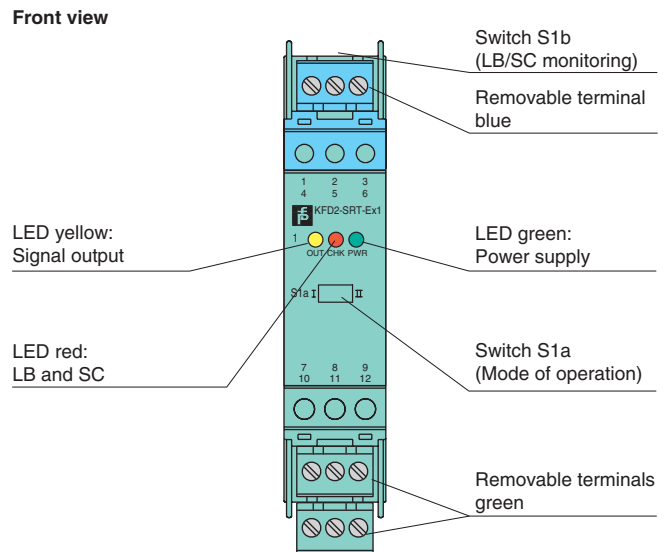 Front view
Switch S1b
(LB/SC monitoring)
Removable terminal
blue
1 2 3
4 5 6
KFD2-SRT-Ex1
1
OUT CHK PWR
LED yellow:
Signal output
LED green:
Power supply
S1a I II
LED red:
LB and SC
Switch S1a
(Mode of operation)
7 8 9
10 11 12
Removable terminals
green